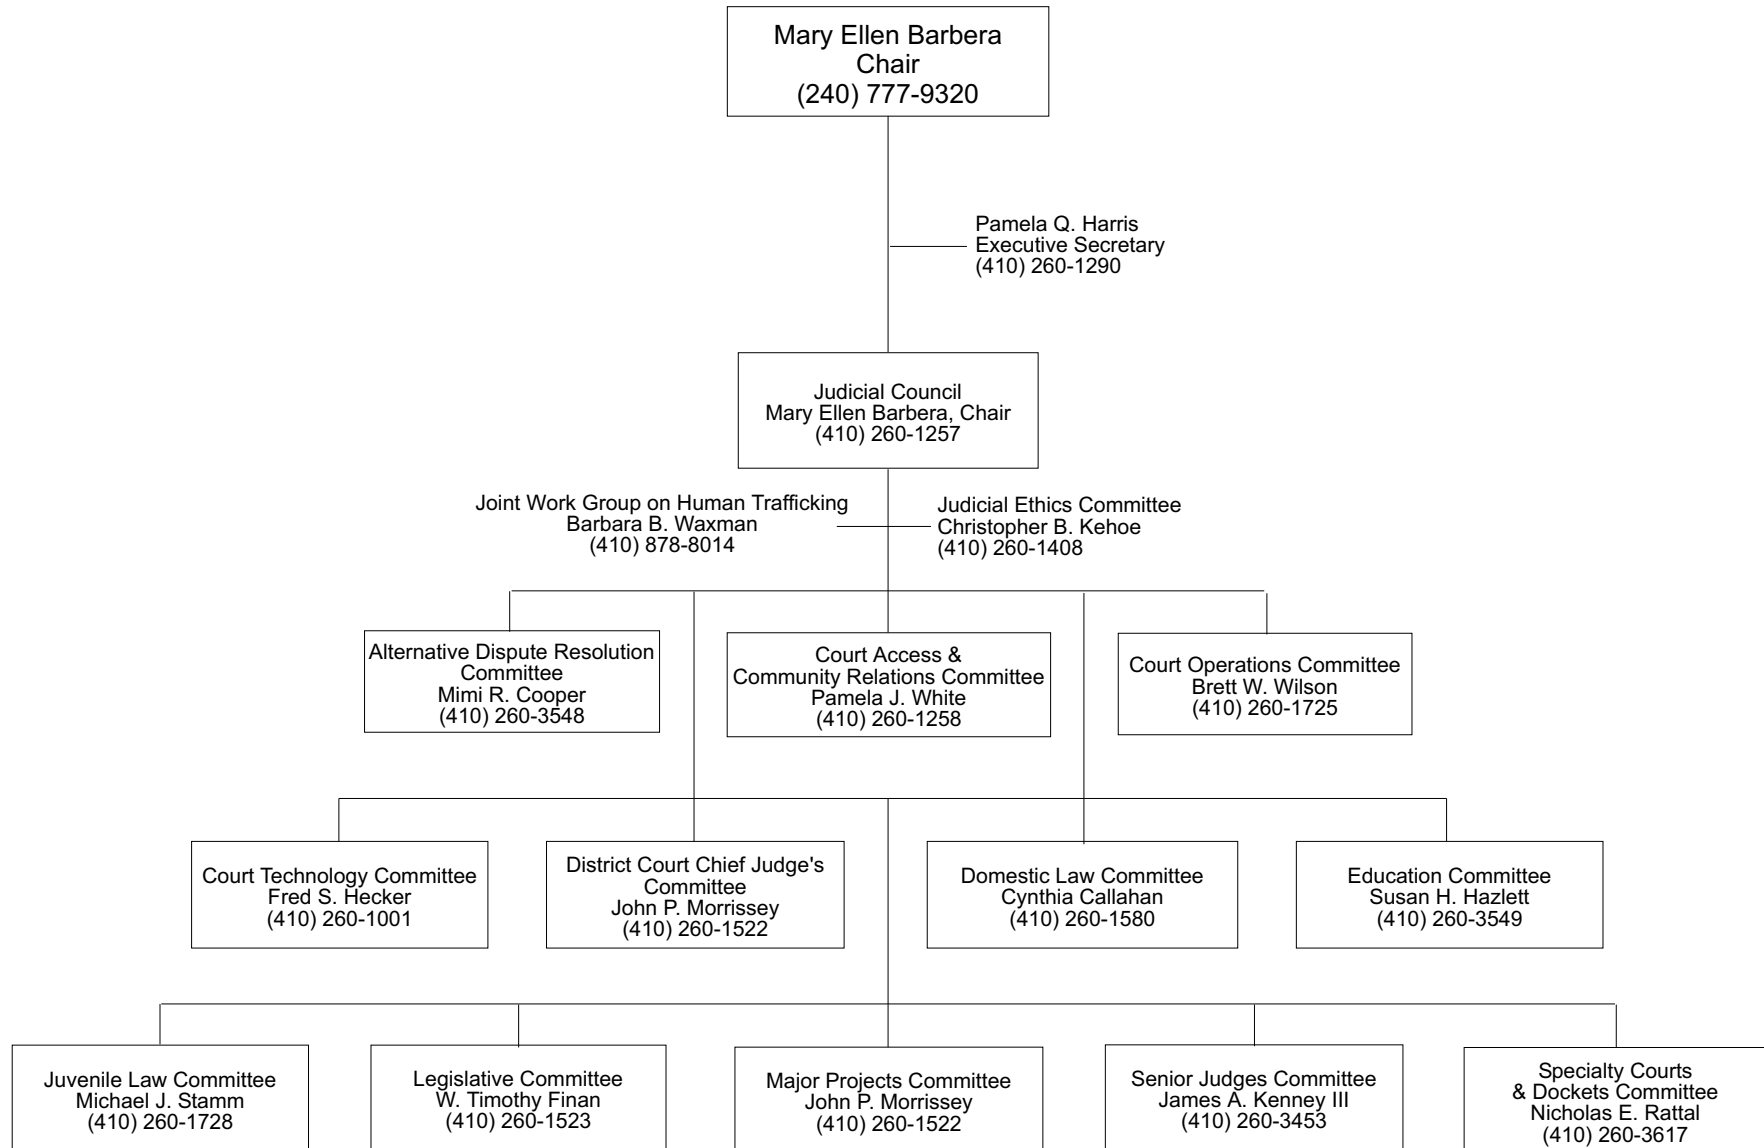 Mary Ellen Barbera
Chair
(240) 777-9320
Pamela Q. Harris
Executive Secretary
(410) 260-1290
Judicial Council
Mary Ellen Barbera, Chair
(410) 260-1257
Joint Work Group on Human Trafficking
Barbara B. Waxman
(410) 878-8014
Judicial Ethics Committee
Christopher B. Kehoe
(410) 260-1408
Alternative Dispute Resolution
Committee
Mimi R. Cooper
(410) 260-3548
Court Access &
Community Relations Committee
Pamela J. White
(410) 260-1258
Court Operations Committee
Brett W. Wilson
(410) 260-1725
Court Technology Committee
Fred S. Hecker
(410) 260-1001
District Court Chief Judge's
Committee
John P. Morrissey
(410) 260-1522
Domestic Law Committee
Cynthia Callahan
(410) 260-1580
Education Committee
Susan H. Hazlett
(410) 260-3549
Juvenile Law Committee
Michael J. Stamm
(410) 260-1728
Legislative Committee
W. Timothy Finan
(410) 260-1523
Major Projects Committee
John P. Morrissey
(410) 260-1522
Senior Judges Committee
James A. Kenney III
(410) 260-3453
Specialty Courts
& Dockets Committee
Nicholas E. Rattal
(410) 260-3617